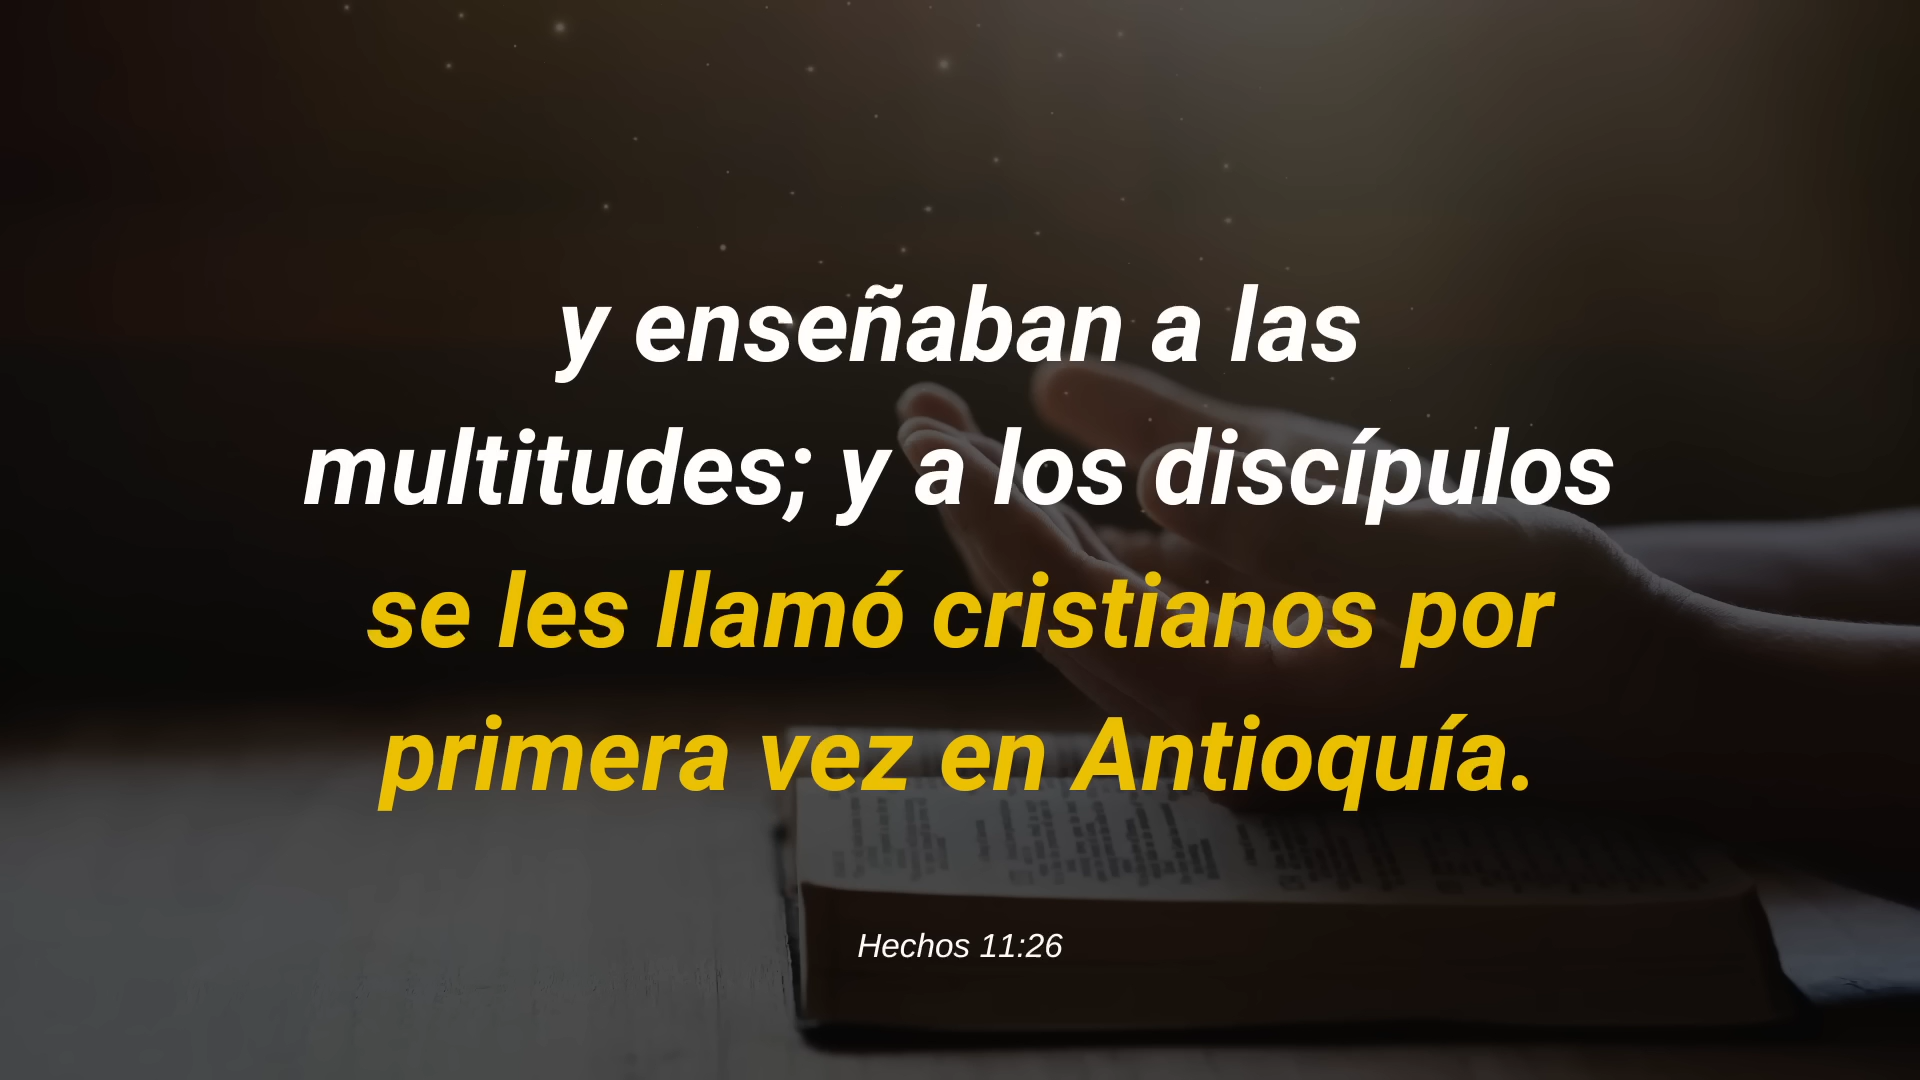 y enseñaban a las
multitudes; y a los discípulos
se les llamó cristianos por
primera vez en Antioquía.
Hechos 11:26